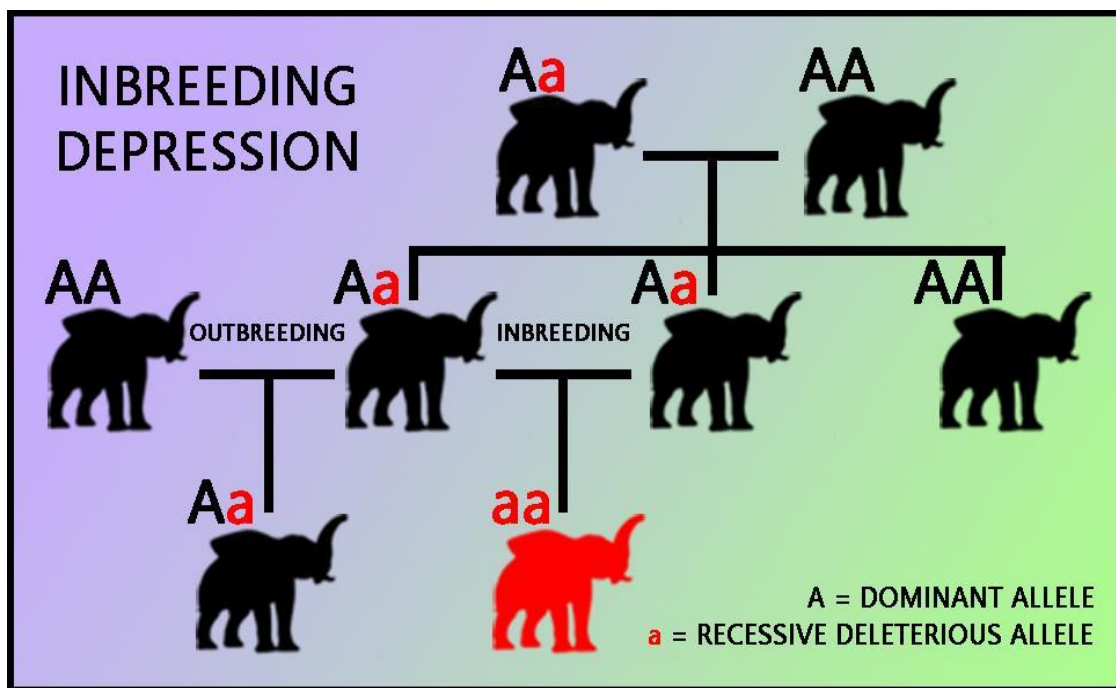 INBREEDING
DEPRESSION
Aa
AA
AA
Aa
Aa
AA
OUTBREEDING
INBREEDING
Aa
aa
A = DOMINANT ALLELE
a = RECESSIVE DELETERIOUS ALLELE